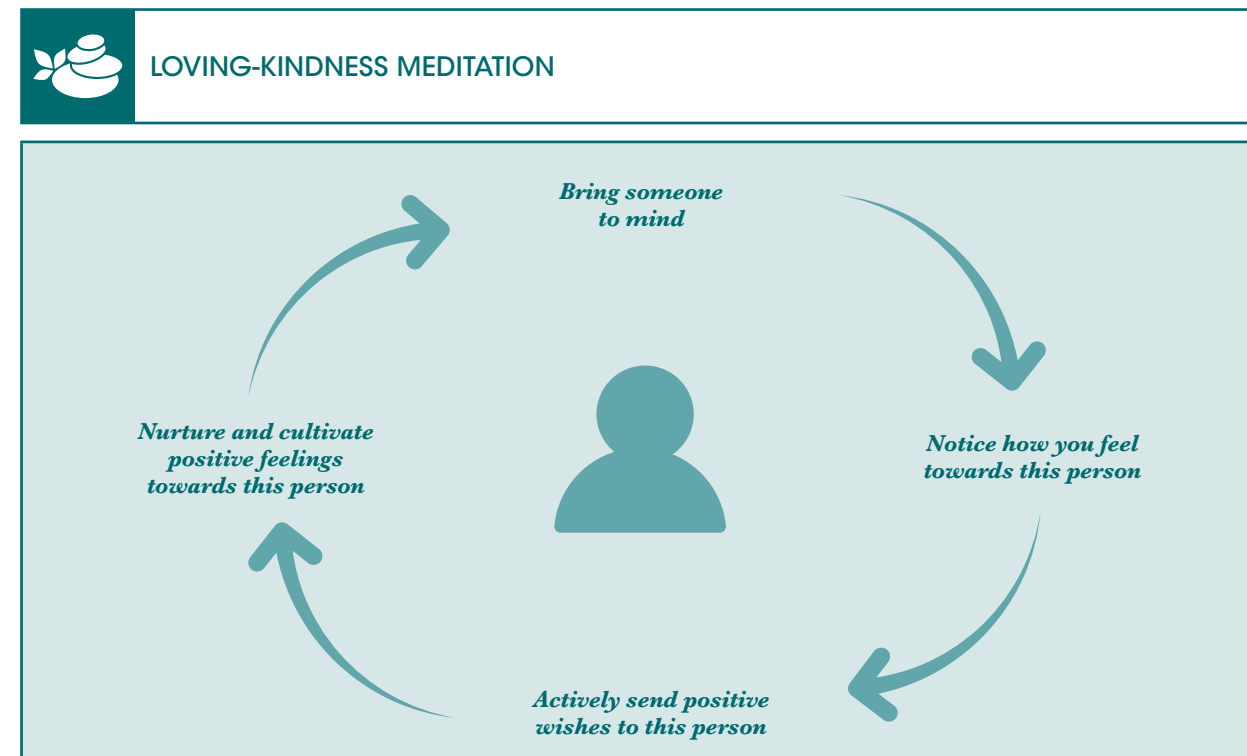 LOVING-KINDNESS MEDITATION
Bring someone
to mind
Notice how you feel
towards this person
Actively send positive
wishes to this person
Nurture and cultivate
positive feelings
towards this person